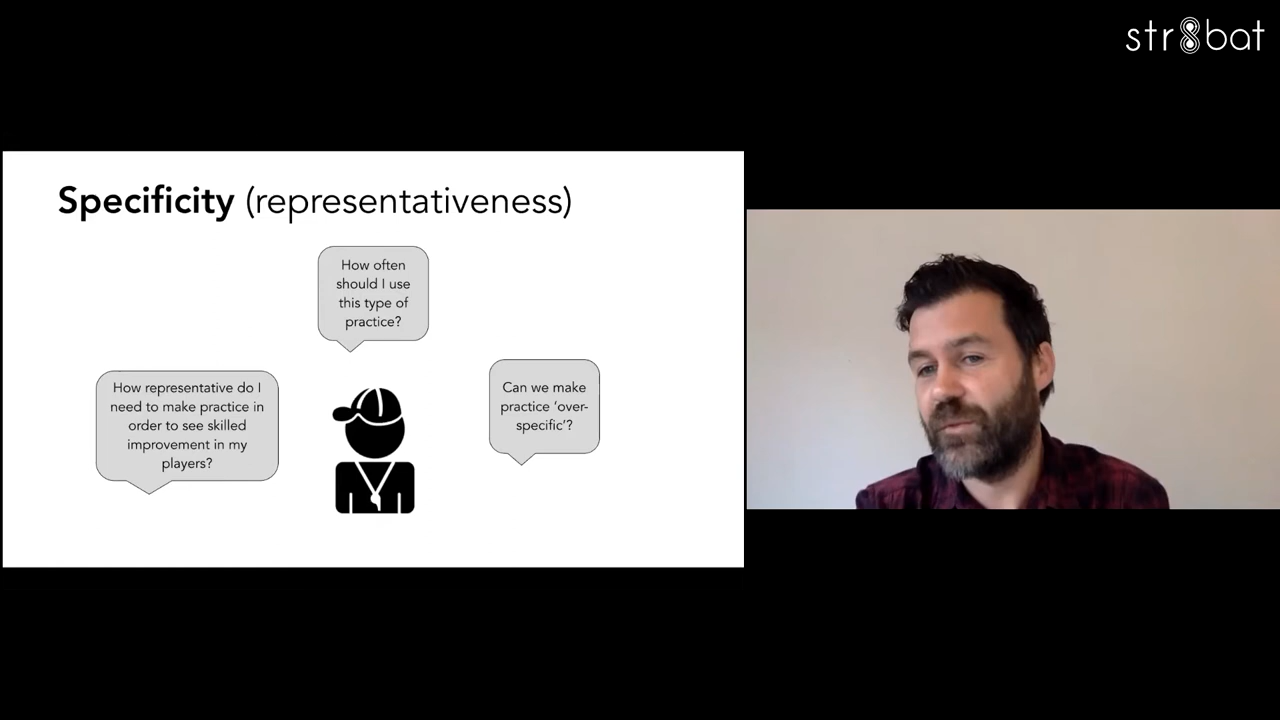 str8bat
Specificity (representativeness)
How often
should I use
this type of
practice?
How representative do I
need to make practice in
order to see skilled
improvement in my
players?
Can we make
practice ‘over-
specific’?